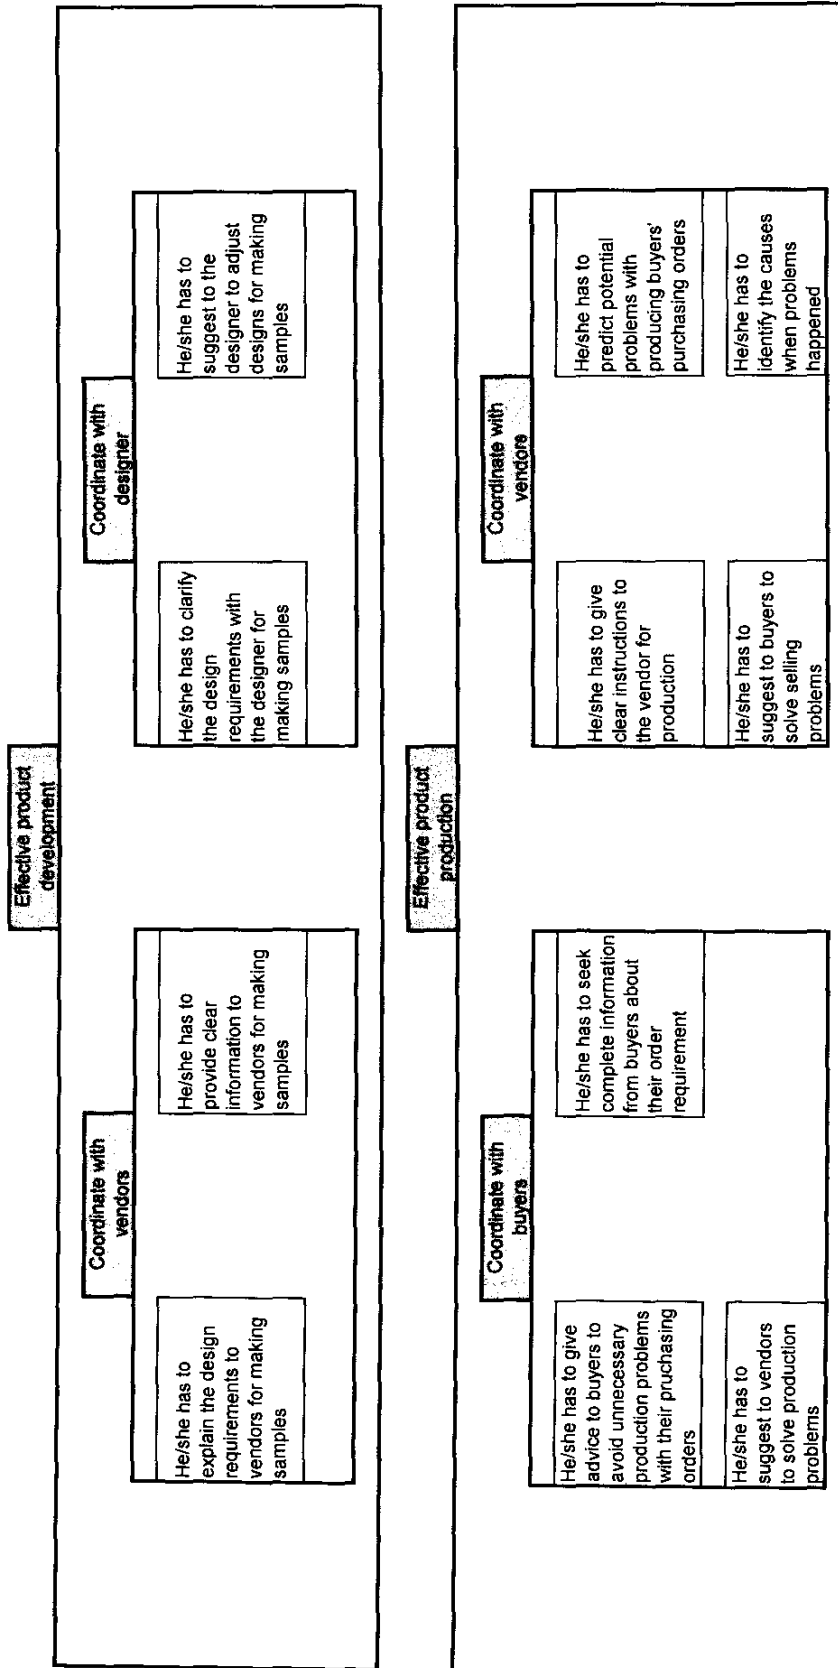 Effective product
development
Coordinate with
vendors
He/she has to
explain the design
requirements to
vendors for making
samples
He/she has to
provide clear
information to
vendors for making
samples
Coordinate with
designer
He/she has to clarify
the design
requirements with
the designer for
making samples
He/she has to
suggest to the
designer to adjust
designs for making
samples
Effective product
production
Coordinate with
buyers
He/she has to give
advice to buyers to
avoid unnecessary
production problems
with their pruchasing
orders
He/she has to seek
complete information
from buyers about
their order
requirement
He/she has to
suggest to vendors
to solve production
problems
Coordinate with
vendors
He/she has to give
clear instructions to
the vendor for
production
He/she has to
predict potential
problems with
producing buyers'
purchasing orders
He/she has to
suggest to buyers to
solve selling
problems
He/she has to
identify the causes
when problems
happened